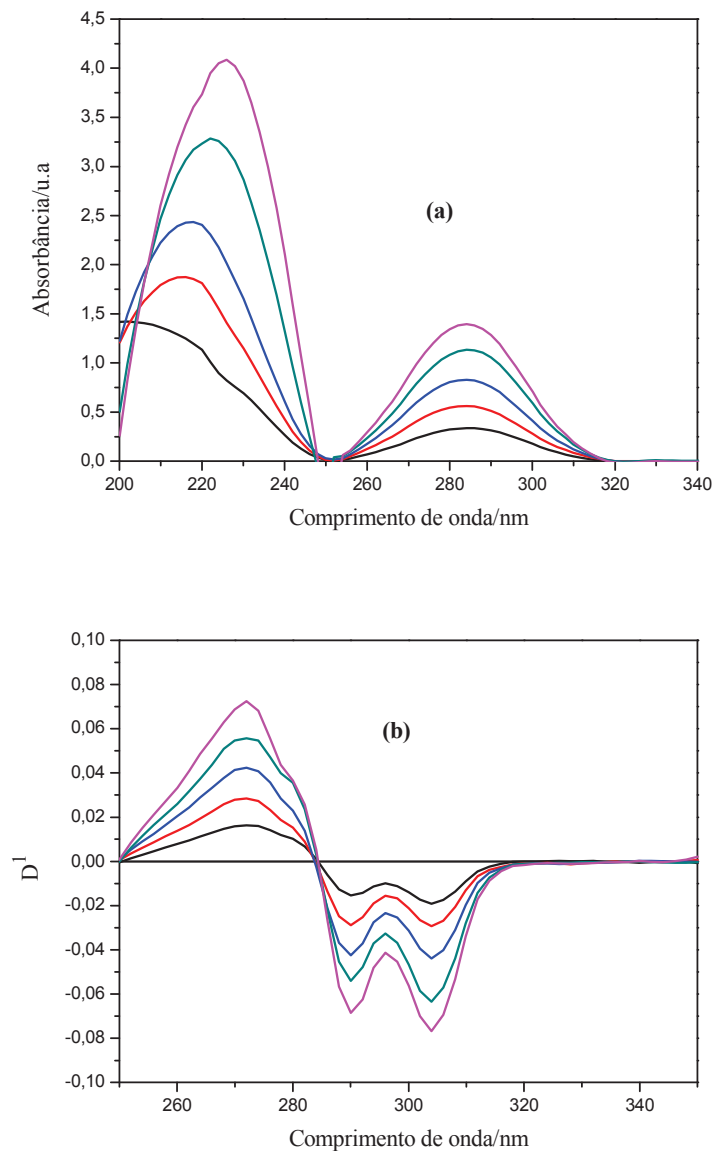 4,5
4,0
3,5
3,0
2,5
2,0
1,5
1,0
0,5
0,0
Absorbância/u.a
(a)
200 220 240 260 280 300 320 340
Comprimento de onda/nm
0,10
0,08
0,06
0,04
0,02
0,00
-0,02
-0,04
-0,06
-0,08
-0,10
D¹
(b)
260 280 300 320 340
Comprimento de onda/nm